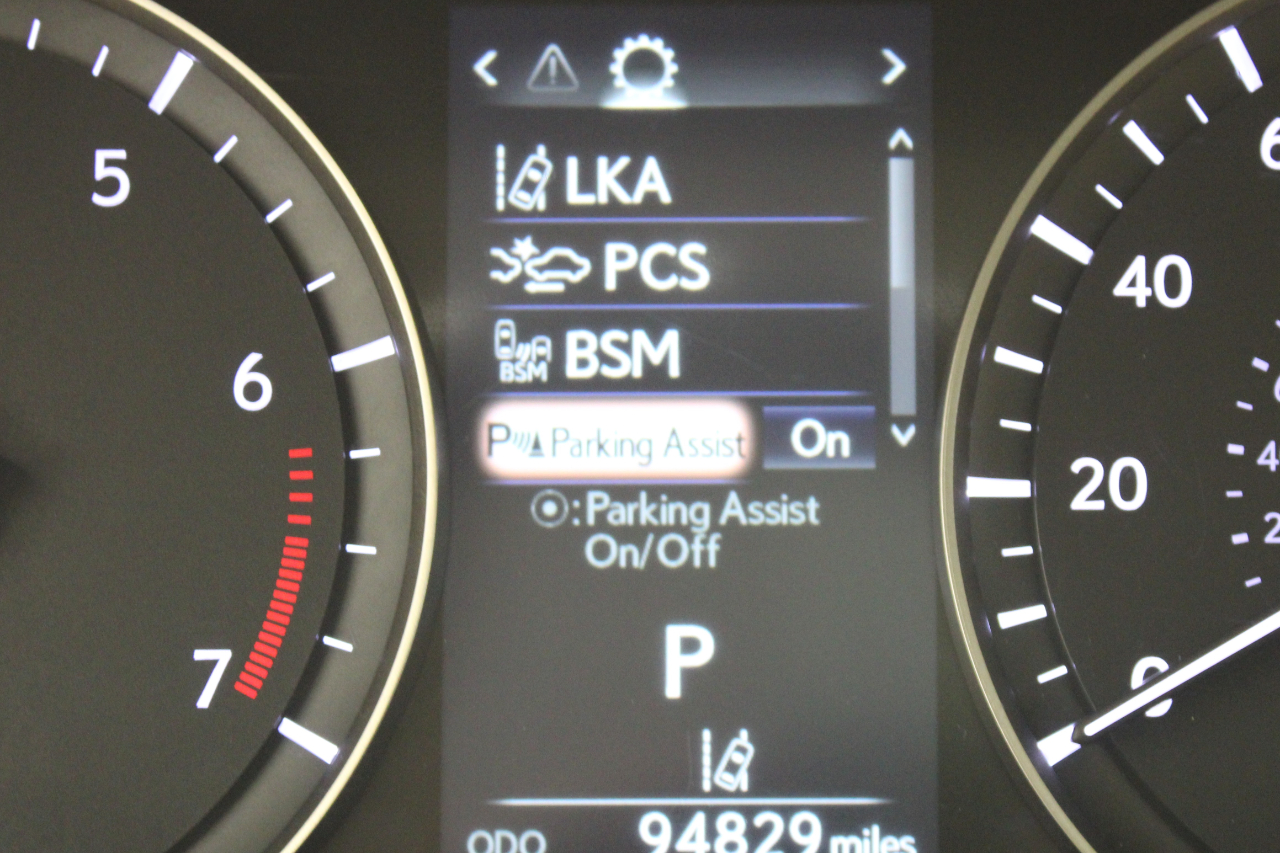 LKA
PCS
BSM
BSM
P Parking Assist On
: Parking Assist
On/Off
P
ODO 94829 miles
5
6
7
40
20
0